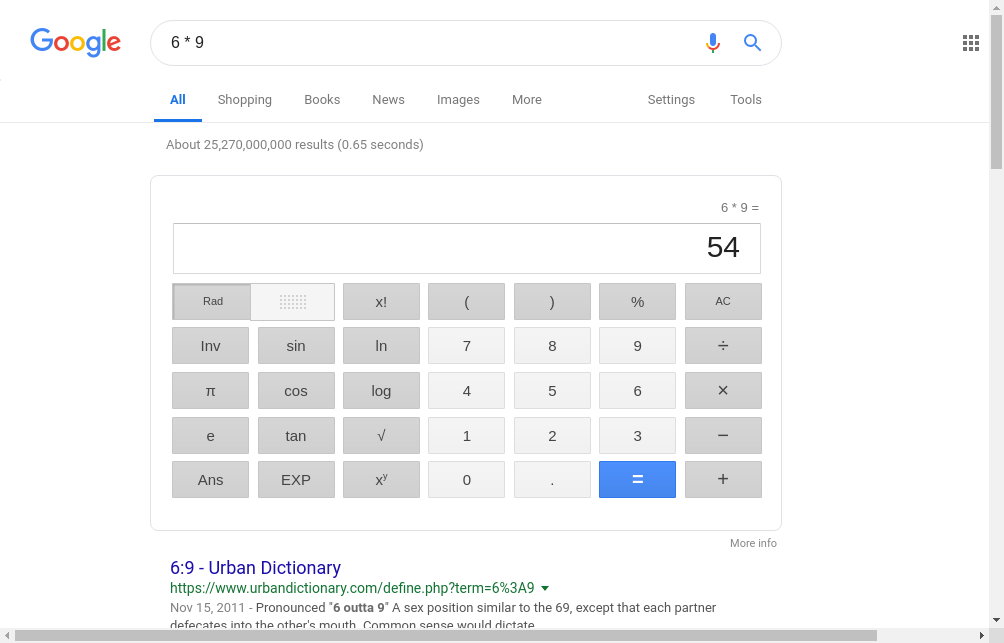 Google
6 * 9
All Shopping Books News Images More Settings Tools
About 25,270,000,000 results (0.65 seconds)
6 * 9 =
54
Rad x! ( ) % AC
Inv sin ln 7 8 9 ÷
π cos log 4 5 6 ×
e tan √ 1 2 3 −
Ans EXP xʸ 0 . = +
More info
6:9 - Urban Dictionary
https://www.urbandictionary.com/define.php?term=6%3A9
Nov 15, 2011 - Pronounced "6 outta 9" A sex position similar to the 69, except that each partner
defecates into the other's mouth. Common sense would dictate